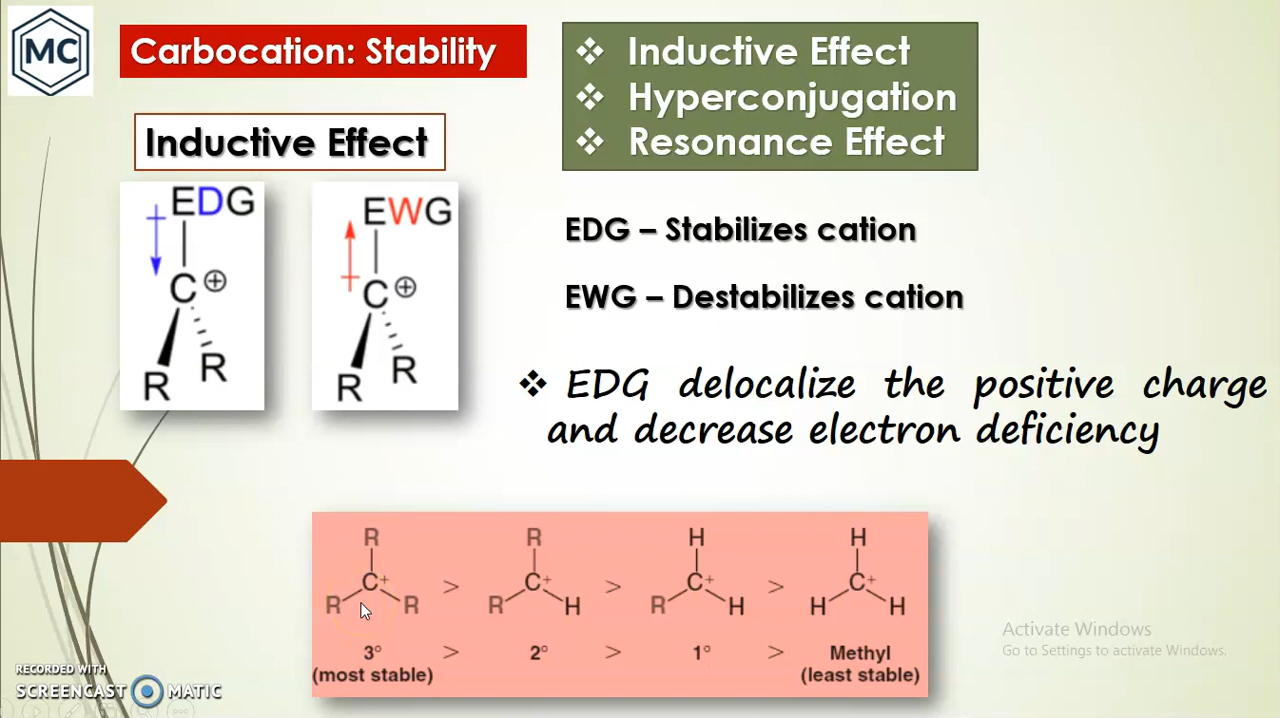 MC
Carbocation: Stability
❖ Inductive Effect
❖ Hyperconjugation
❖ Resonance Effect
Inductive Effect
EDG
C ⊕
R R
EWG
C ⊕
R R
EDG – Stabilizes cation
EWG – Destabilizes cation
❖ EDG delocalize the positive charge
and decrease electron deficiency
R R H H
C+ > C+ > C+ > C+
R R R H R H H H
3° > 2° > 1° > Methyl
(most stable) (least stable)
Activate Windows
Go to Settings to activate Windows.
RECORDED WITH
SCREENCAST MATIC